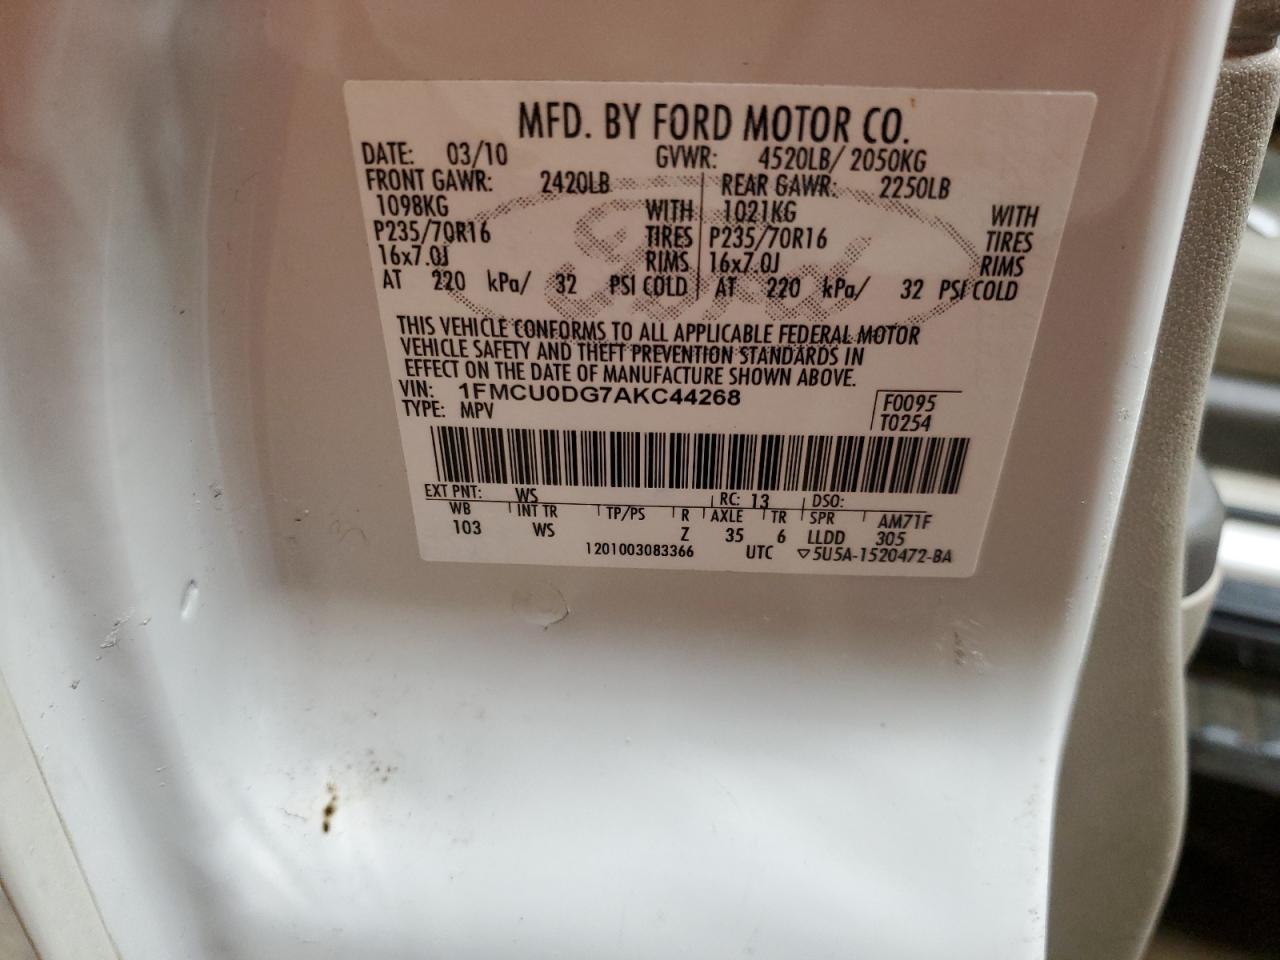 MFD. BY FORD MOTOR CO.
DATE: 03/10 GVWR: 4520LB/ 2050KG
FRONT GAWR: 2420LB REAR GAWR: 2250LB
1098KG WITH 1021KG WITH
P235/70R16 TIRES P235/70R16 TIRES
16x7.0J RIMS 16x7.0J RIMS
AT 220 kPa/ 32 PSI COLD AT 220 kPa/ 32 PSI COLD
Ford
THIS VEHICLE CONFORMS TO ALL APPLICABLE FEDERAL MOTOR
VEHICLE SAFETY AND THEFT PREVENTION STANDARDS IN
EFFECT ON THE DATE OF MANUFACTURE SHOWN ABOVE.
VIN: 1FMCU0DG7AKC44268 F0095
TYPE: MPV T0254
EXT PNT: WS RC: 13 DSO:
WB INT TR TP/PS R AXLE TR SPR AM71F
103 WS Z 35 6 LLDD 305
1201003083366 UTC ▽5U5A-1520472-BA